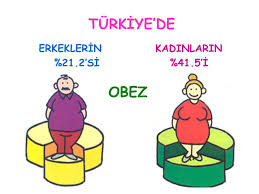 TÜRKİYE'DE
ERKEKLERİN
%21.2'Sİ
KADINLARIN
%41.5'İ
OBEZ